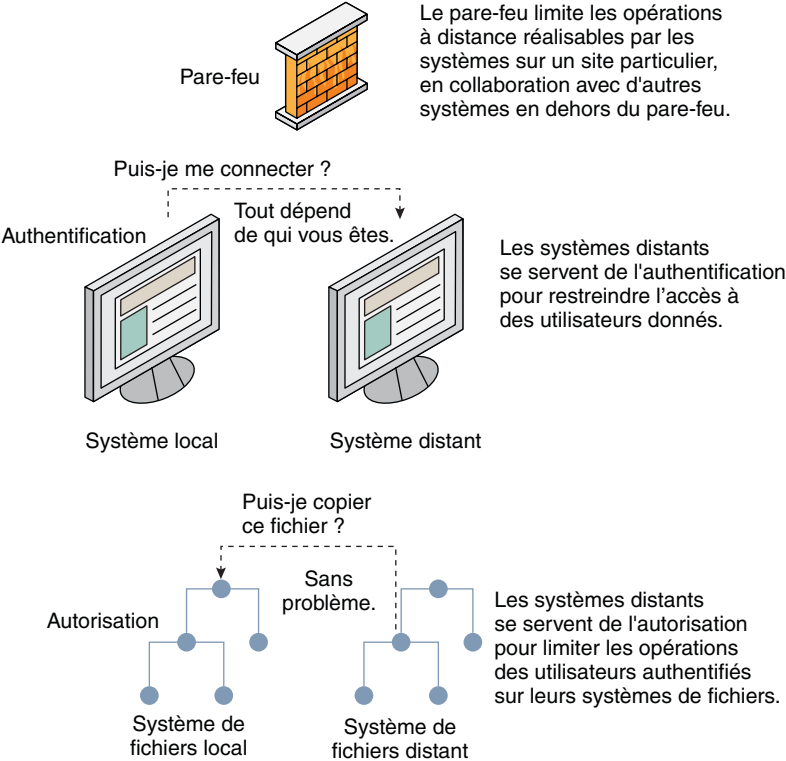 Pare-feu
Le pare-feu limite les opérations
à distance réalisables par les
systèmes sur un site particulier,
en collaboration avec d'autres
systèmes en dehors du pare-feu.
Puis-je me connecter ?
Authentification
Tout dépend
de qui vous êtes.
Les systèmes distants
se servent de l'authentification
pour restreindre l’accès à
des utilisateurs donnés.
Système local
Système distant
Puis-je copier
ce fichier ?
Sans
problème.
Autorisation
Les systèmes distants
se servent de l'autorisation
pour limiter les opérations
des utilisateurs authentifiés
sur leurs systèmes de fichiers.
Système de
fichiers local
Système de
fichiers distant